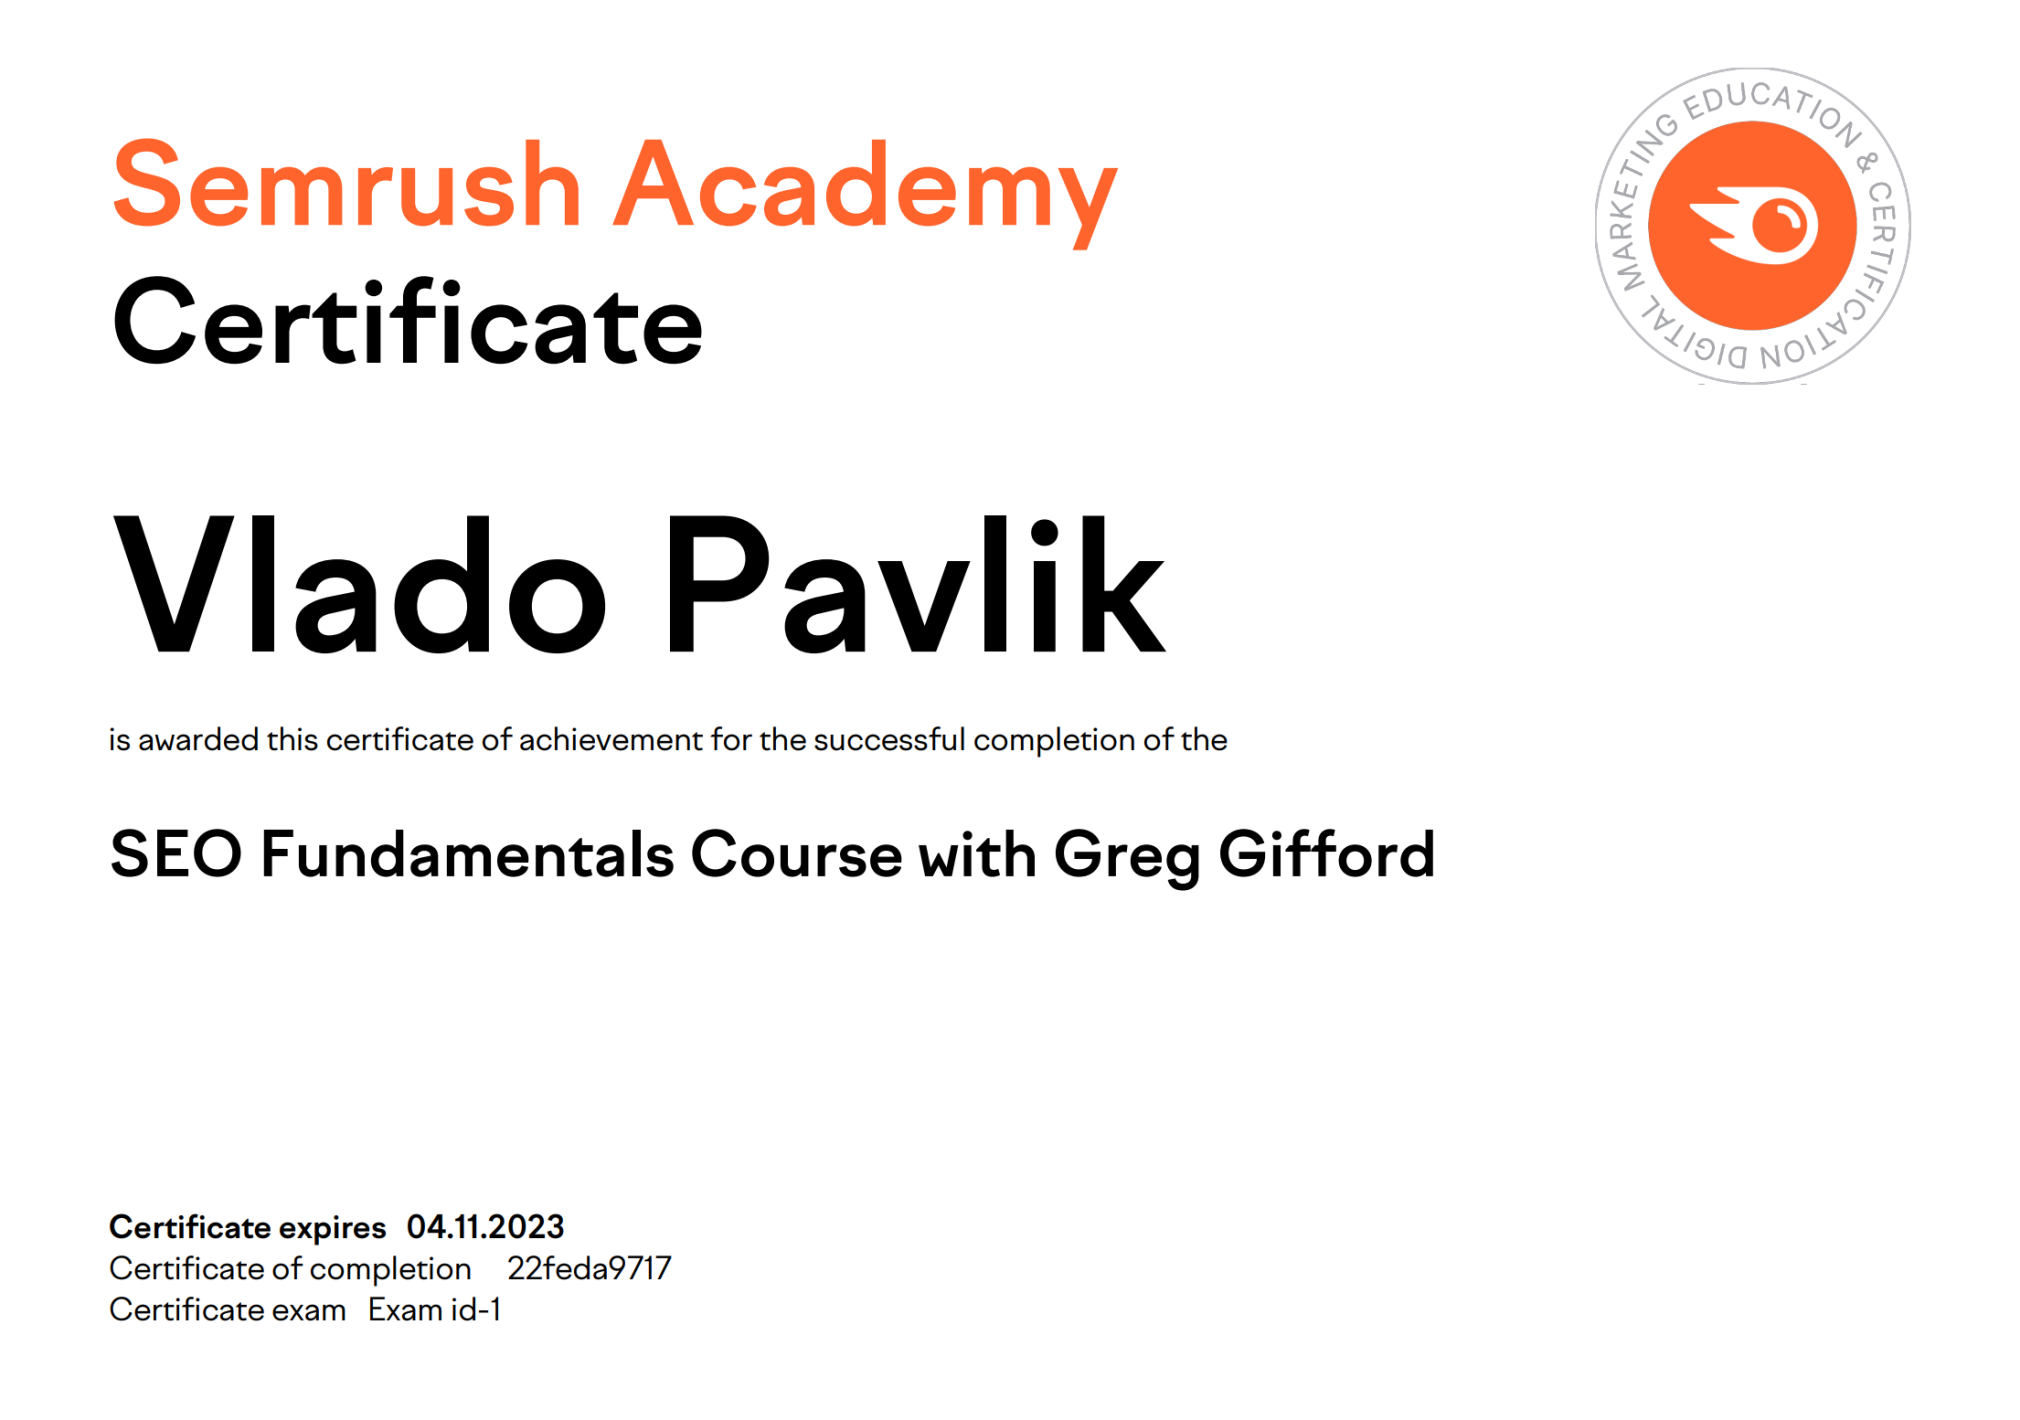 Semrush Academy
Certificate
DIGITAL MARKETING EDUCATION & CERTIFICATION
Vlado Pavlik
is awarded this certificate of achievement for the successful completion of the
SEO Fundamentals Course with Greg Gifford
Certificate expires 04.11.2023
Certificate of completion 22feda9717
Certificate exam Exam id-1